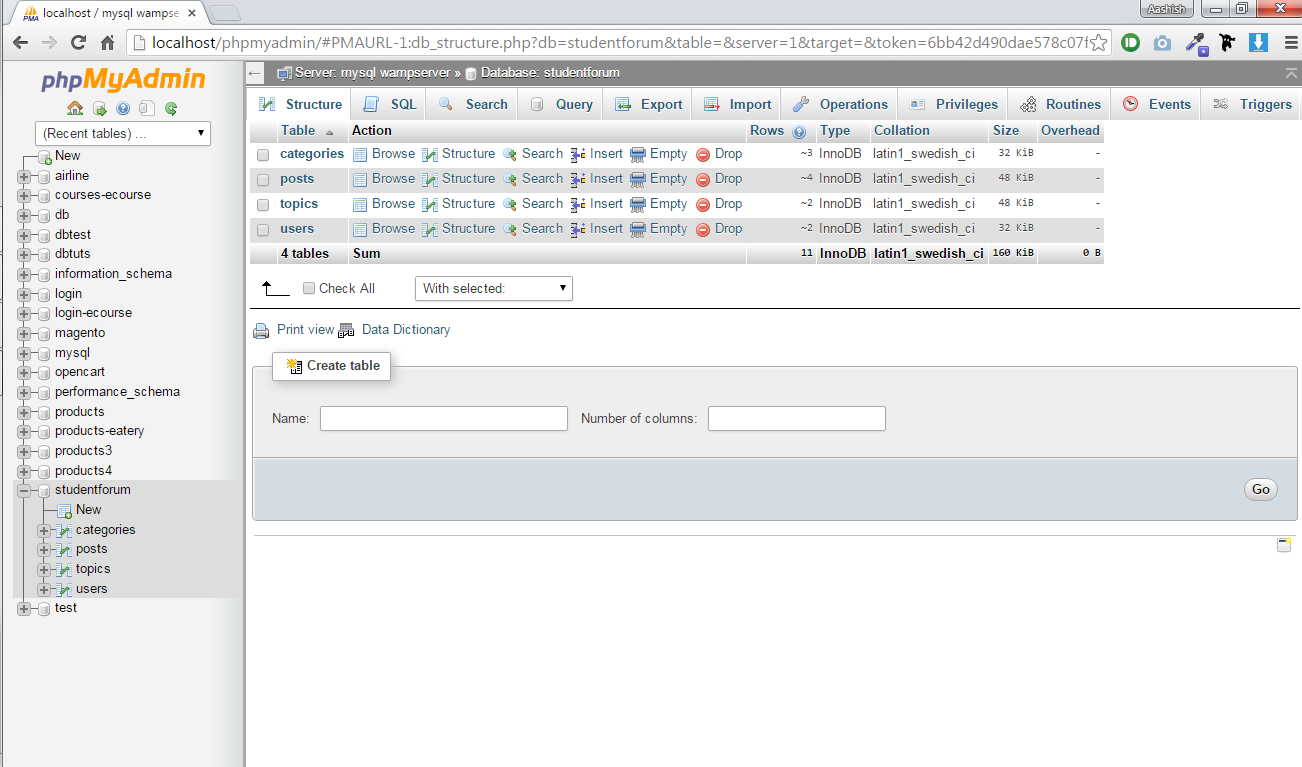 localhost / mysql wampse
Aashish
localhost/phpmyadmin/#PMAURL-1:db_structure.php?db=studentforum&table=&server=1&target=&token=6bb42d490dae578c07f
phpMyAdmin
(Recent tables) ...
New
airline
courses-ecourse
db
dbtest
dbtuts
information_schema
login
login-ecourse
magento
mysql
opencart
performance_schema
products
products-eatery
products3
products4
studentforum
New
categories
posts
topics
users
test
Server: mysql wampserver » Database: studentforum
Structure SQL Search Query Export Import Operations Privileges Routines Events Triggers
Table Action Rows Type Collation Size Overhead
categories Browse Structure Search Insert Empty Drop ~3 InnoDB latin1_swedish_ci 32 KiB -
posts Browse Structure Search Insert Empty Drop ~4 InnoDB latin1_swedish_ci 48 KiB -
topics Browse Structure Search Insert Empty Drop ~2 InnoDB latin1_swedish_ci 48 KiB -
users Browse Structure Search Insert Empty Drop ~2 InnoDB latin1_swedish_ci 32 KiB -
4 tables Sum 11 InnoDB latin1_swedish_ci 160 KiB 0 B
Check All With selected:
Print view Data Dictionary
Create table
Name: Number of columns:
Go